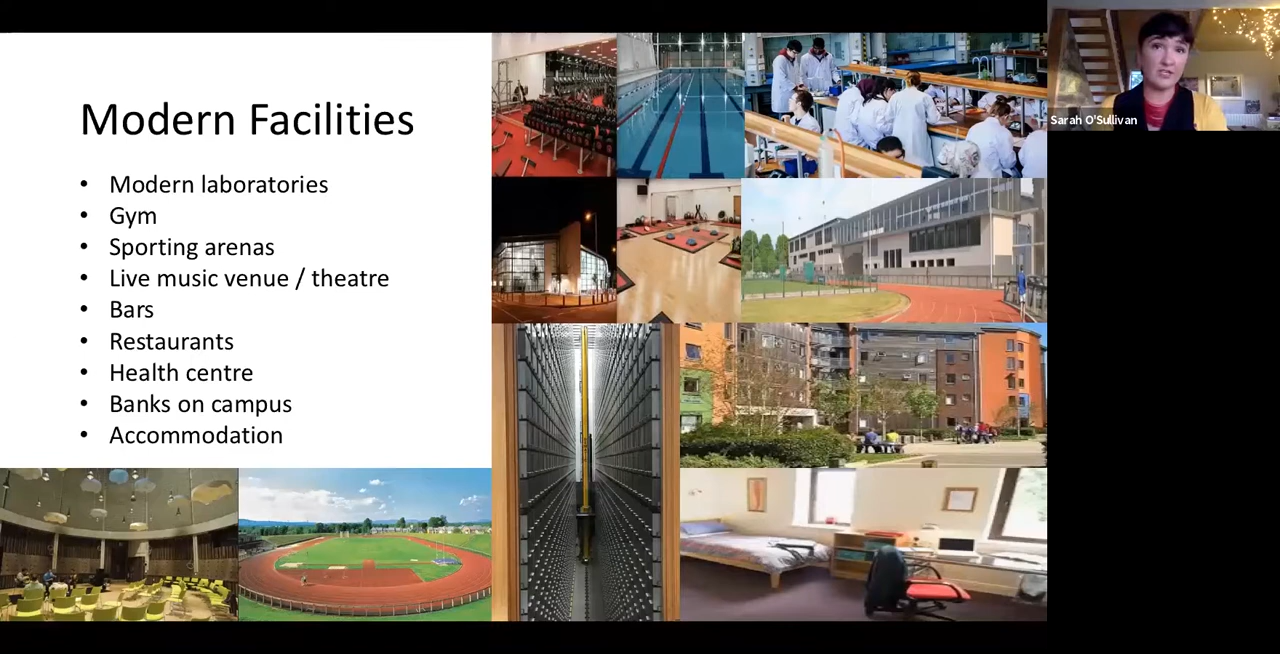 Modern Facilities
• Modern laboratories
• Gym
• Sporting arenas
• Live music venue / theatre
• Bars
• Restaurants
• Health centre
• Banks on campus
• Accommodation
Sarah O'Sullivan